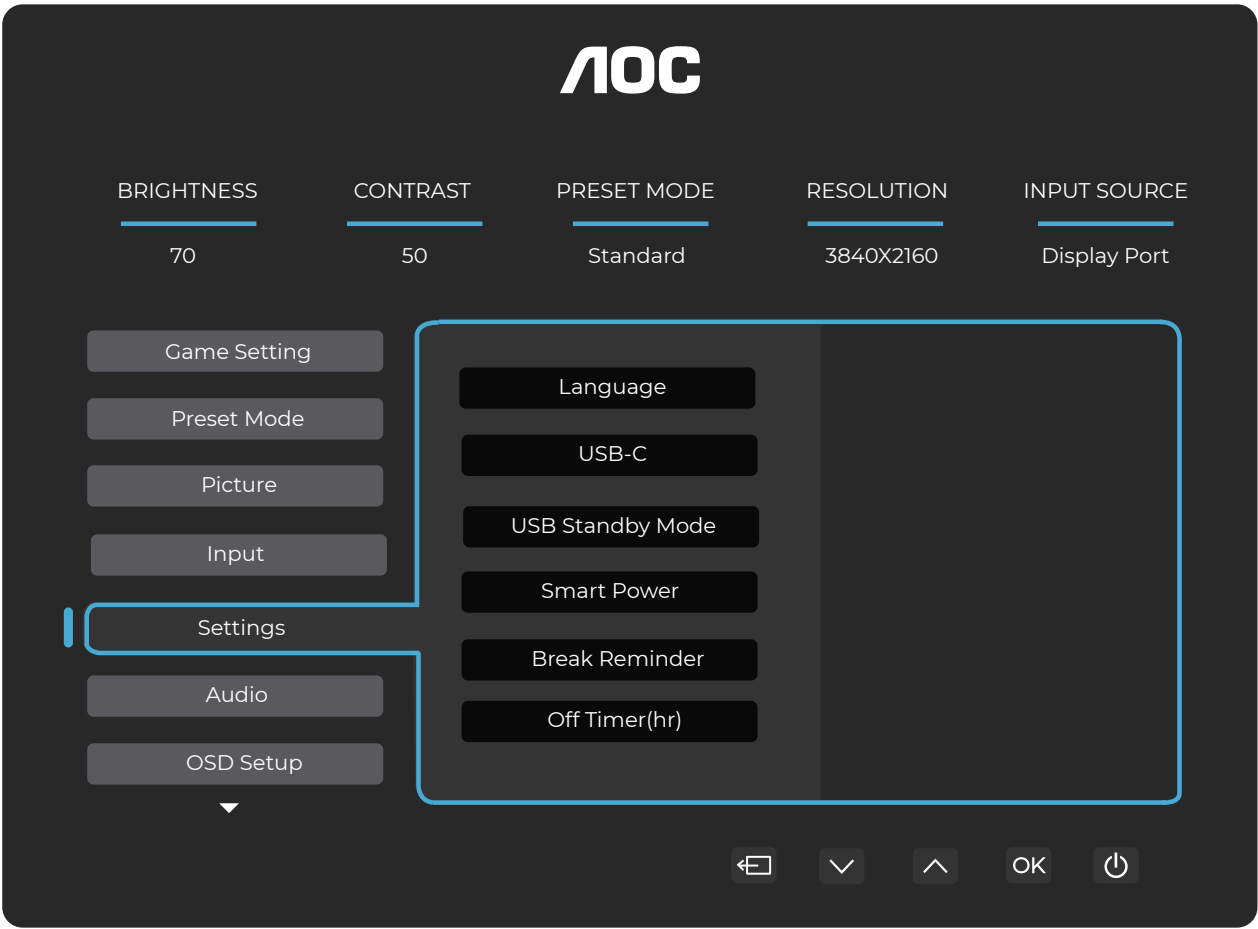 AOC
BRIGHTNESS CONTRAST PRESET MODE RESOLUTION INPUT SOURCE
70 50 Standard 3840X2160 Display Port
Game Setting
Preset Mode
Picture
Input
Settings
Audio
OSD Setup
Language
USB-C
USB Standby Mode
Smart Power
Break Reminder
Off Timer(hr)
OK